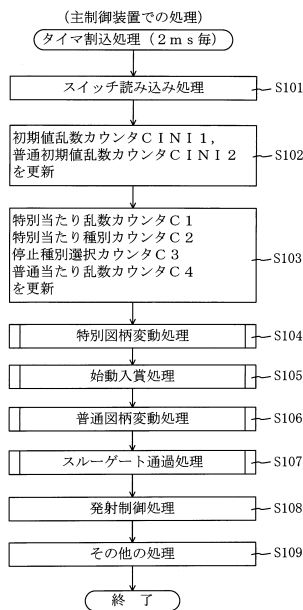 (主制御装置での処理)
タイマ割込処理(2ms毎)
スイッチ読み込み処理
S101
初期値乱数カウンタCINI1,
普通初期値乱数カウンタCINI2
を更新
S102
特別当たり乱数カウンタC1
特別当たり種別カウンタC2
停止種別選択カウンタC3
普通当たり乱数カウンタC4
を更新
S103
特別図柄変動処理
S104
始動入賞処理
S105
普通図柄変動処理
S106
スルーゲート通過処理
S107
発射制御処理
S108
その他の処理
S109
終了